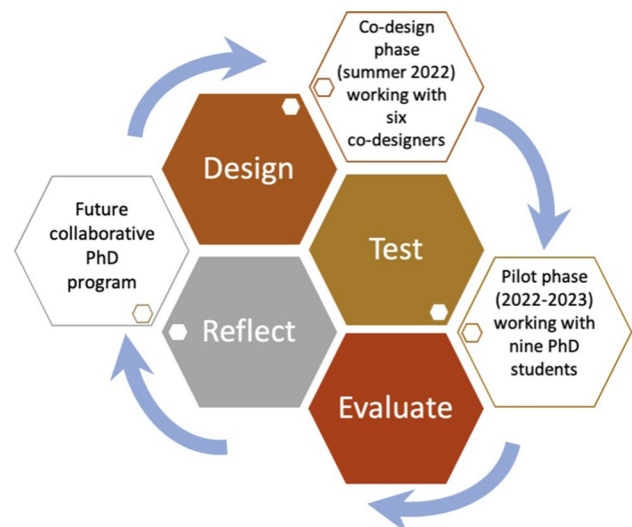 Co-design
phase
(summer 2022)
working with
six
co-designers
Design
Test
Future
collaborative
PhD
program
Pilot phase
(2022-2023)
working with
nine PhD
students
Reflect
Evaluate